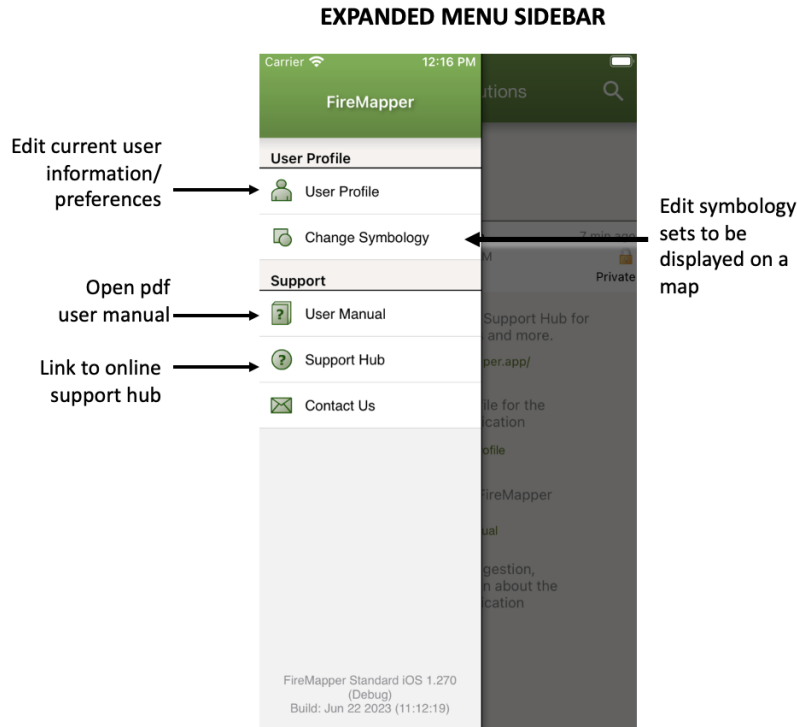 EXPANDED MENU SIDEBAR
Carrier 12:16 PM
FireMapper
utions
User Profile
User Profile
Change Symbology
Support
User Manual
Support Hub
Contact Us
FireMapper Standard iOS 1.270
(Debug)
Build: Jun 22 2023 (11:12:19)
Edit current user
information/
preferences
Open pdf
user manual
Link to online
support hub
7 min ago
M
Private
Support Hub for
and more.
per.app/
ile for the
ication
ofile
FireMapper
ual
gestion,
n about the
ication
Edit symbology
sets to be
displayed on a
map